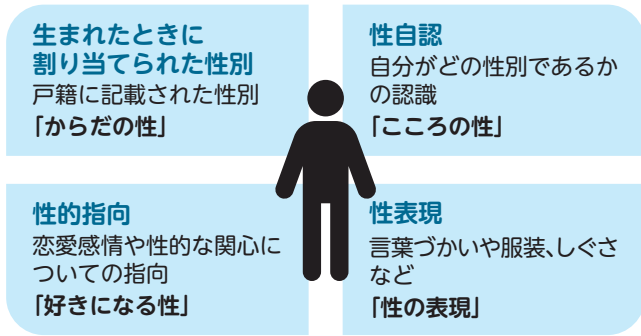 生まれたときに
割り当てられた性別
戸籍に記載された性別
「からだの性」
性自認
自分がどの性別であるか
の認識
「こころの性」
性的指向
恋愛感情や性的な関心に
ついての指向
「好きになる性」
性表現
言葉づかいや服装、しぐさ
など
「性の表現」